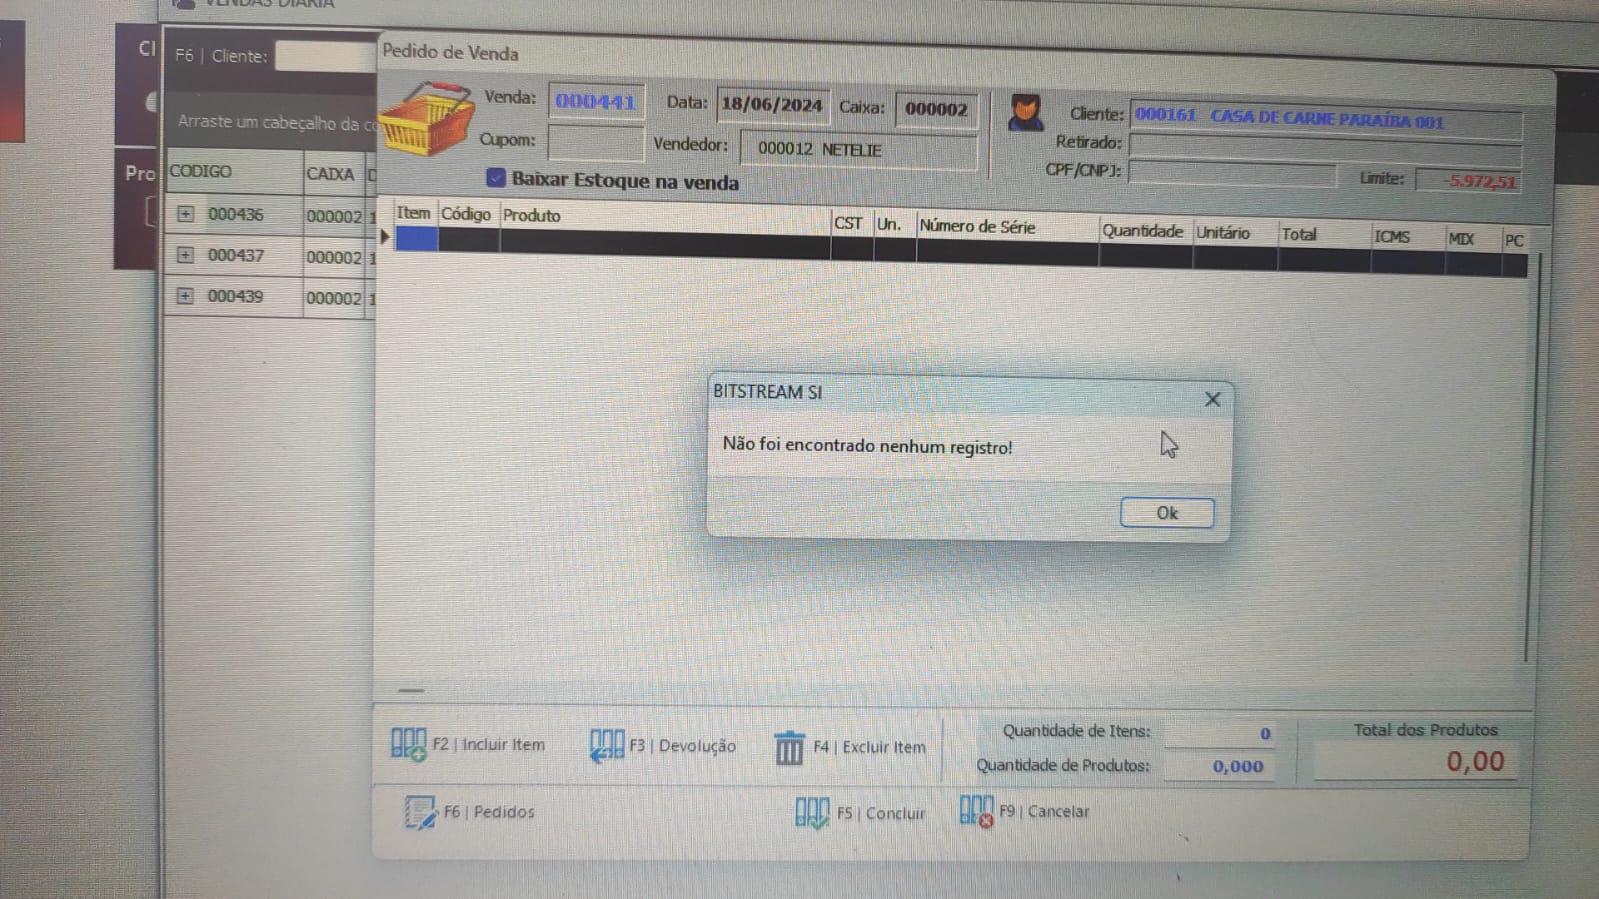 VENDAS DIARIA
F6 | Cliente:
Arraste um cabeçalho da co
CODIGO CAIXA D
000436 000002 1
000437 000002 1
000439 000002 1
Cl
Pro
Pedido de Venda
Venda: 000441 Data: 18/06/2024 Caixa: 000002
Cupom: Vendedor: 000012 NETELIE
Baixar Estoque na venda
Cliente: 000161 CASA DE CARNE PARAÍBA 001
Retirado:
CPF/CNPJ: Limite: -5.972,51
Item Código Produto CST Un. Número de Série Quantidade Unitário Total ICMS MIX PC
BITSTREAM SI
Não foi encontrado nenhum registro!
Ok
F2 | Incluir Item F3 | Devolução F4 | Excluir Item
Quantidade de Itens: 0
Quantidade de Produtos: 0,000
Total dos Produtos
0,00
F6 | Pedidos F5 | Concluir F9 | Cancelar